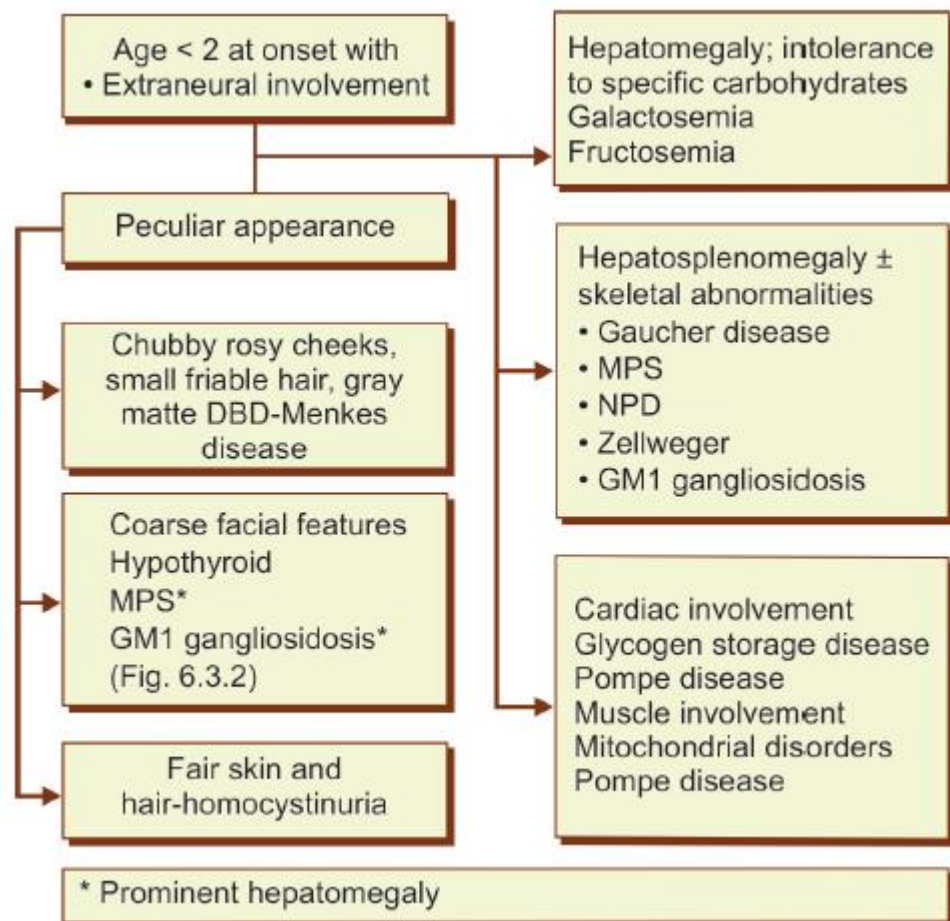 Age < 2 at onset with
• Extraneural involvement
Peculiar appearance
Chubby rosy cheeks,
small friable hair, gray
matte DBD-Menkes
disease
Coarse facial features
Hypothyroid
MPS*
GM1 gangliosidosis*
(Fig. 6.3.2)
Fair skin and
hair-homocystinuria
Hepatomegaly; intolerance
to specific carbohydrates
Galactosemia
Fructosemia
Hepatosplenomegaly ±
skeletal abnormalities
• Gaucher disease
• MPS
• NPD
• Zellweger
• GM1 gangliosidosis
Cardiac involvement
Glycogen storage disease
Pompe disease
Muscle involvement
Mitochondrial disorders
Pompe disease
* Prominent hepatomegaly